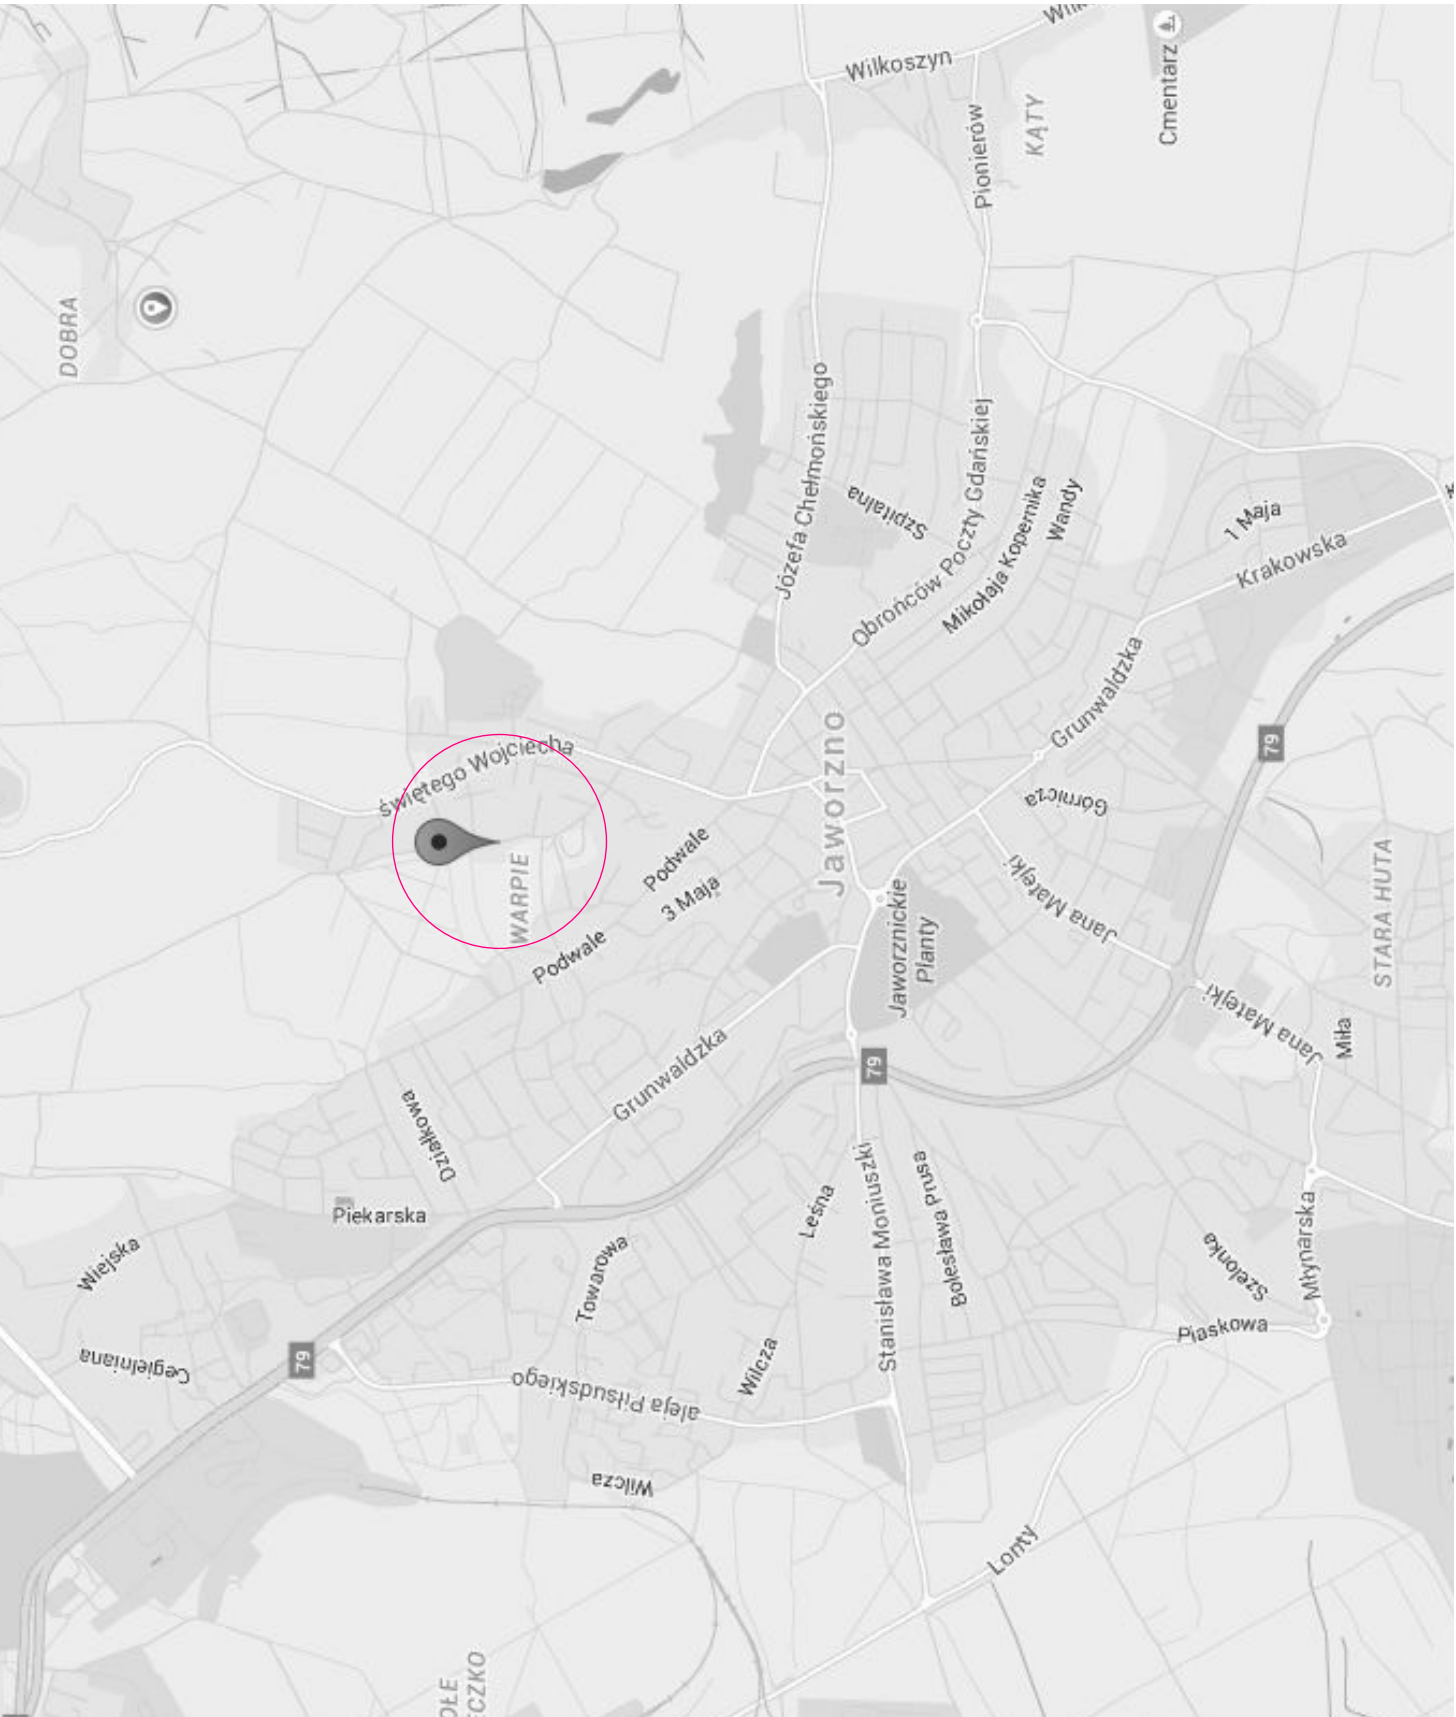 Wilkoszyn
Cmentarz
Pionierów
KĄTY
DOBRA
Józefa Chełmońskiego
Obrońców Poczty Gdańskiej
Szpitalna
Mikołaja Kopernika
Wandy
1 Maja
Krakowska
Grunwaldzka
79
świętego Wojciecha
Jaworzno
Górnicza
Podwale
3 Maja
WARPIE
Podwale
Jana Matejki
Jaworznickie
Planty
STARA HUTA
Jana Matejki
Miła
79
Grunwaldzka
Działkowa
Piekarska
Leśna
Stanisława Moniuszki
Bolesława Prusa
Młynarska
Szelonka
Wiejska
Towarowa
Piaskowa
Cegielniana
79
aleja Piłsudskiego
Wilcza
Wilcza
Lonty